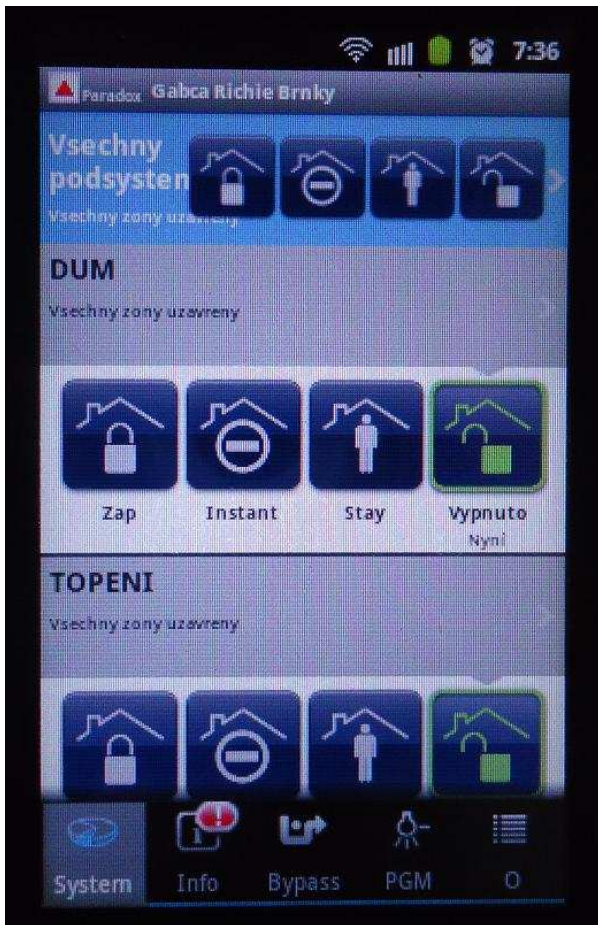 7:36
Paradox Gabca Richie Brnky
Vsechny
podsysten
Vsechny zony uzavreny
DUM
Vsechny zony uzavreny
Zap Instant Stay Vypnuto
Nyní
TOPENI
Vsechny zony uzavreny
System Info Bypass PGM O